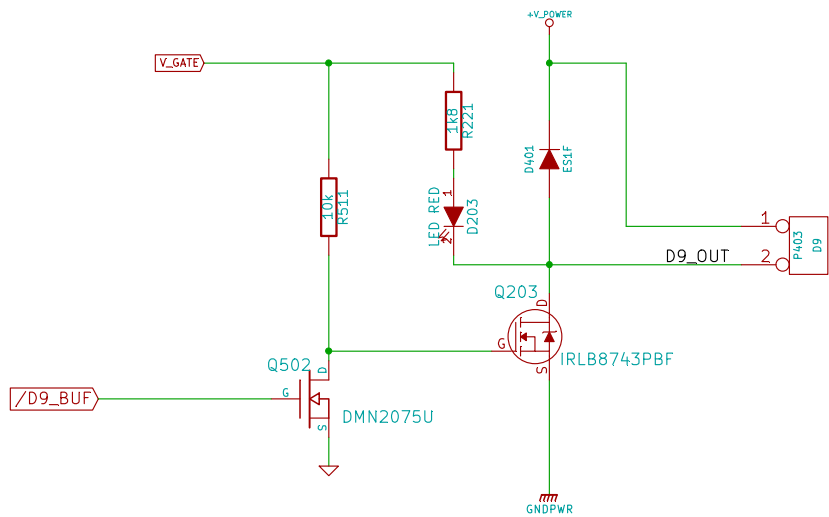 +V_POWER
V_GATE
1k8
R221
D401
ES1F
10k
R511
LED RED
1
2
D203
1
2
P403
D9
D9_OUT
Q203
D
G
S
IRLB8743PBF
Q502
D
G
S
DMN2075U
/D9_BUF
GNDPWR